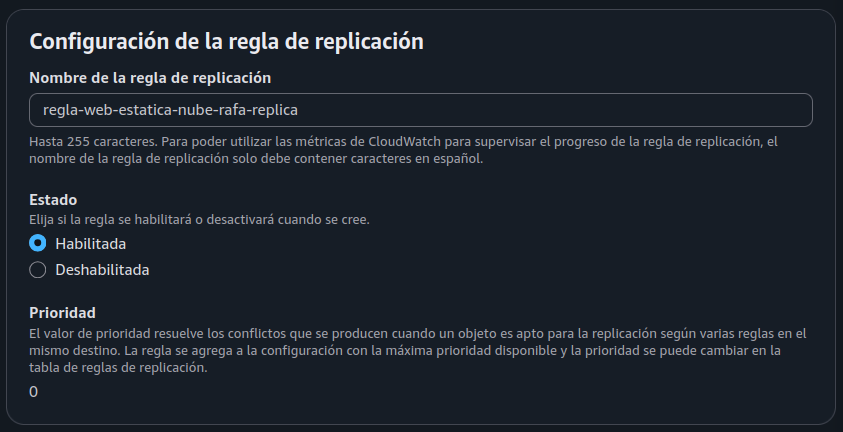 Configuración de la regla de replicación
Nombre de la regla de replicación
regla-web-estatica-nube-rafa-replica
Hasta 255 caracteres. Para poder utilizar las métricas de CloudWatch para supervisar el progreso de la regla de replicación, el
nombre de la regla de replicación solo debe contener caracteres en español.
Estado
Elija si la regla se habilitará o desactivará cuando se cree.
Habilitada
Deshabilitada
Prioridad
El valor de prioridad resuelve los conflictos que se producen cuando un objeto es apto para la replicación según varias reglas en el
mismo destino. La regla se agrega a la configuración con la máxima prioridad disponible y la prioridad se puede cambiar en la
tabla de reglas de replicación.
0